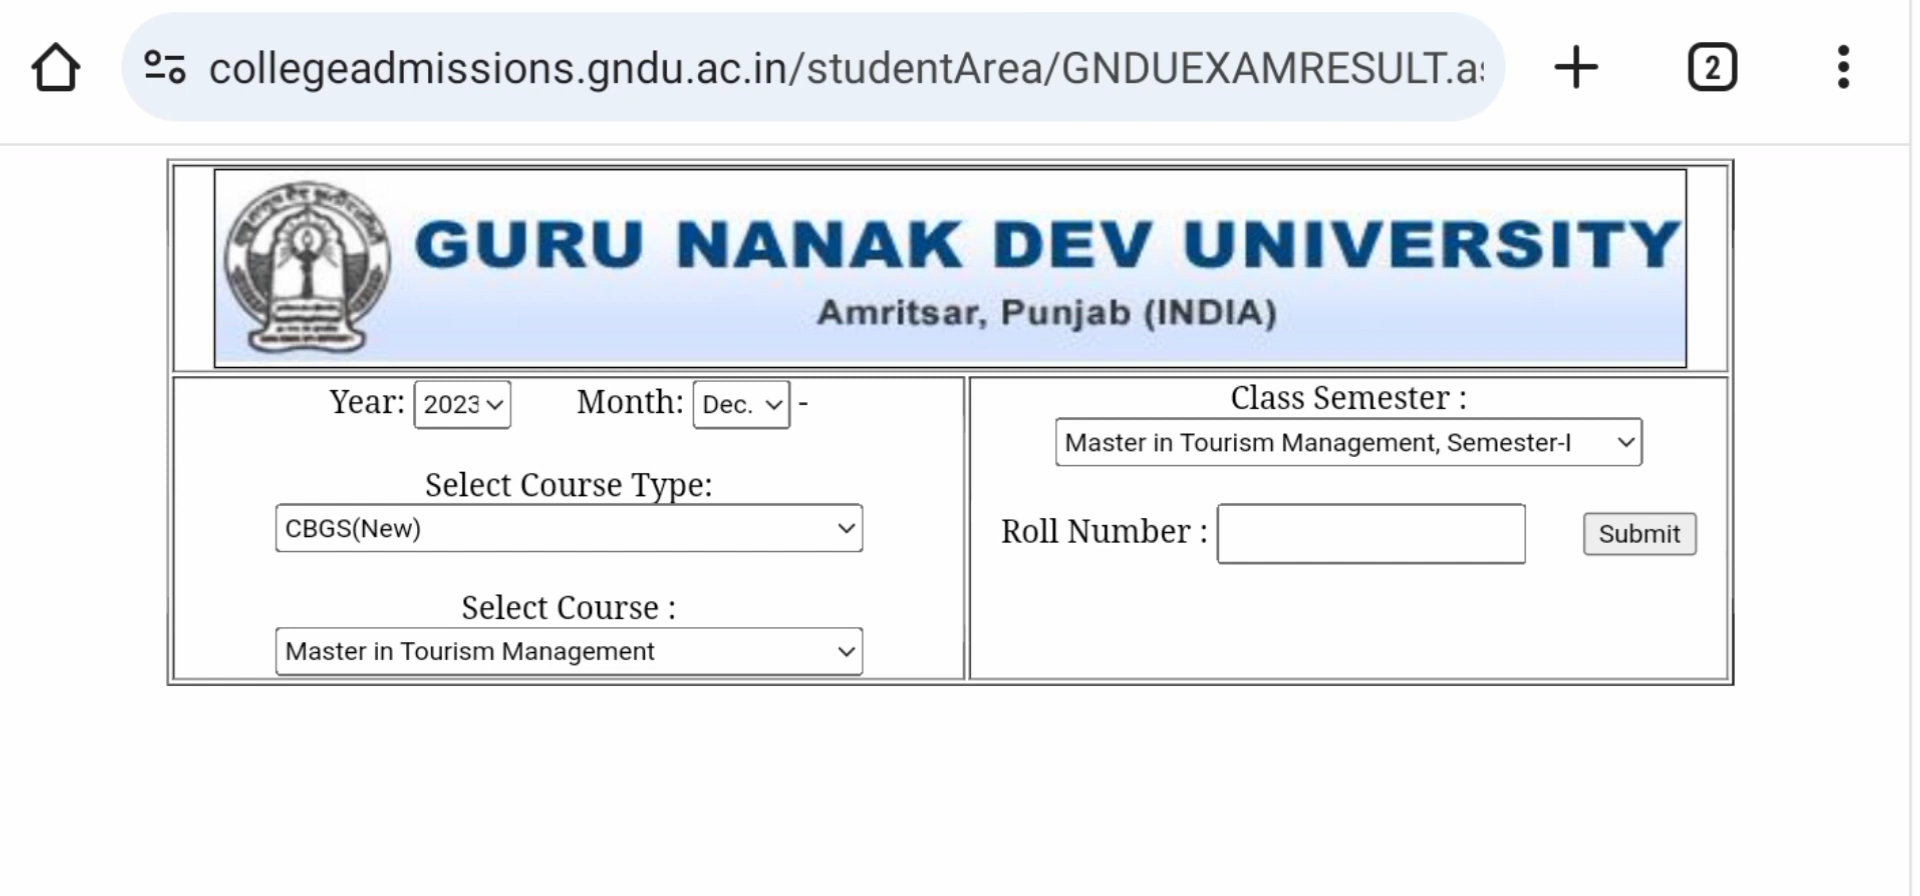 collegeadmissions.gndu.ac.in/studentArea/GNDUEXAMRESULT.a
2
GURU NANAK DEV UNIVERSITY
Amritsar, Punjab (INDIA)
Year: 2023 Month: Dec. -
Select Course Type:
CBGS(New)
Select Course :
Master in Tourism Management
Class Semester :
Master in Tourism Management, Semester-I
Roll Number :
Submit